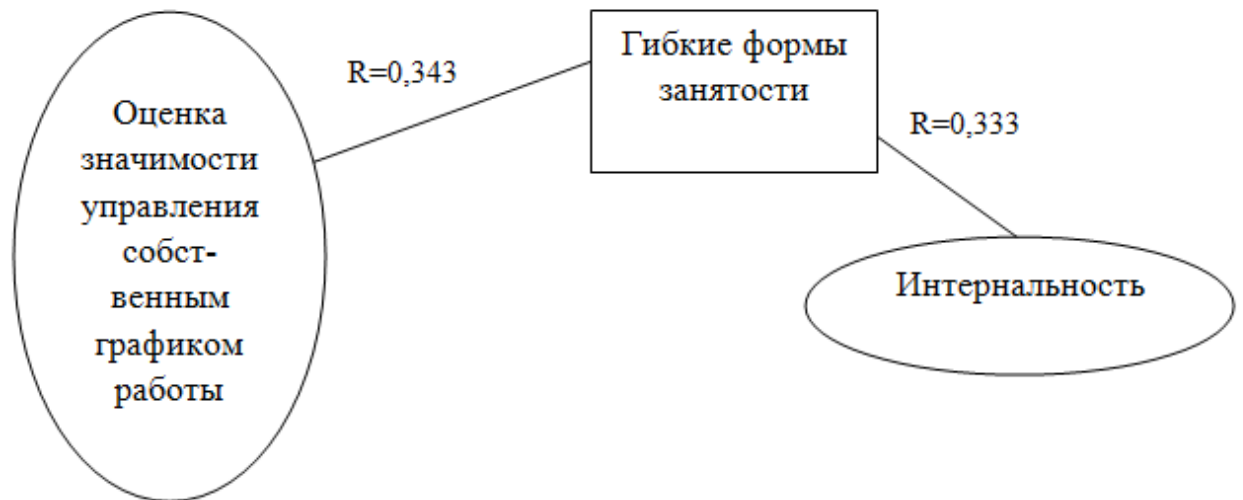 Оценка
значимости
управления
собст-
венным
графиком
работы
R=0,343
Гибкие формы
занятости
R=0,333
Интернальность